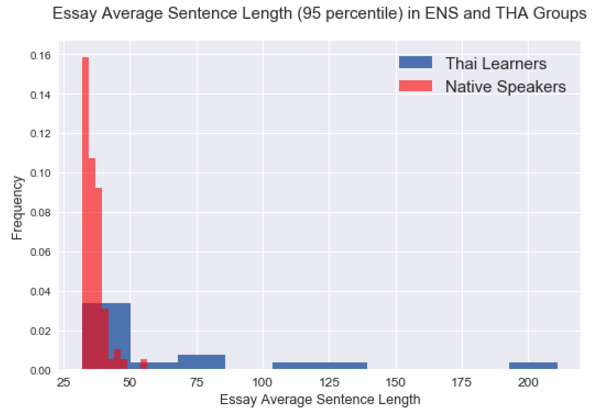 Essay Average Sentence Length (95 percentile) in ENS and THA Groups
Thai Learners
Native Speakers
0.16
0.14
0.12
0.10
0.08
0.06
0.04
0.02
0.00
Frequency
25 50 75 100 125 150 175 200
Essay Average Sentence Length